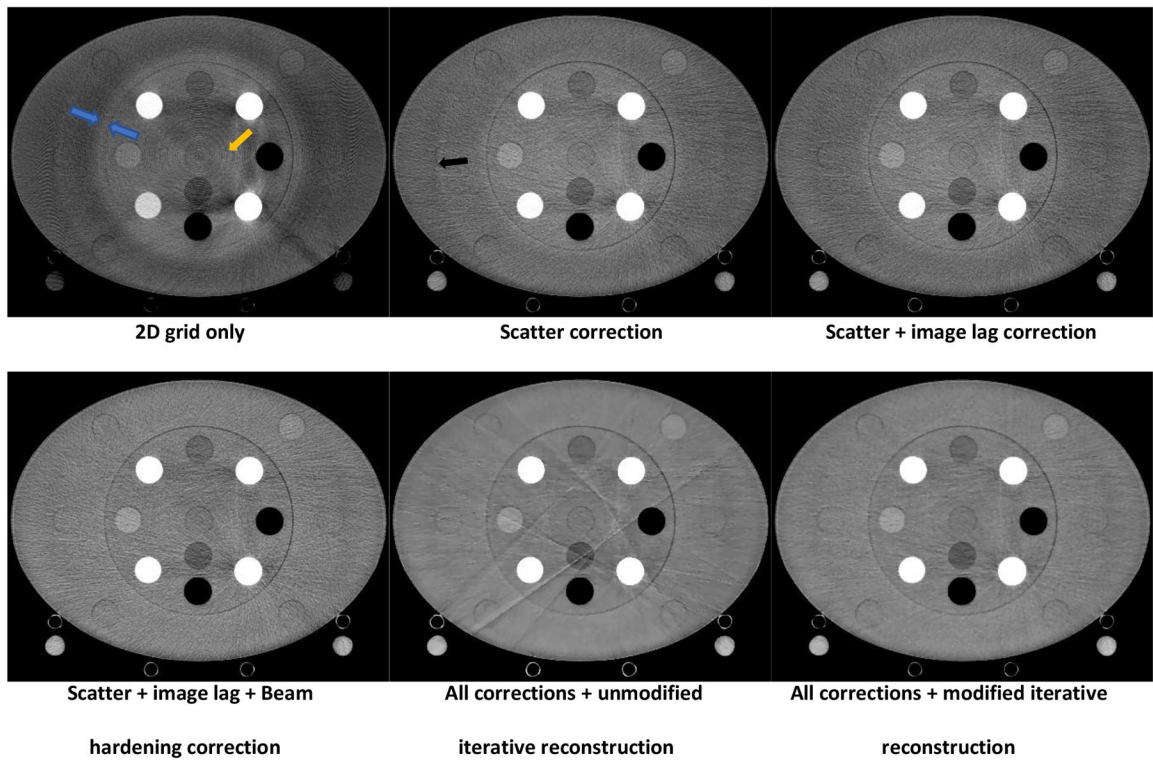 2D grid only
Scatter correction
Scatter + image lag correction
Scatter + image lag + Beam
hardening correction
All corrections + unmodified
iterative reconstruction
All corrections + modified iterative
reconstruction